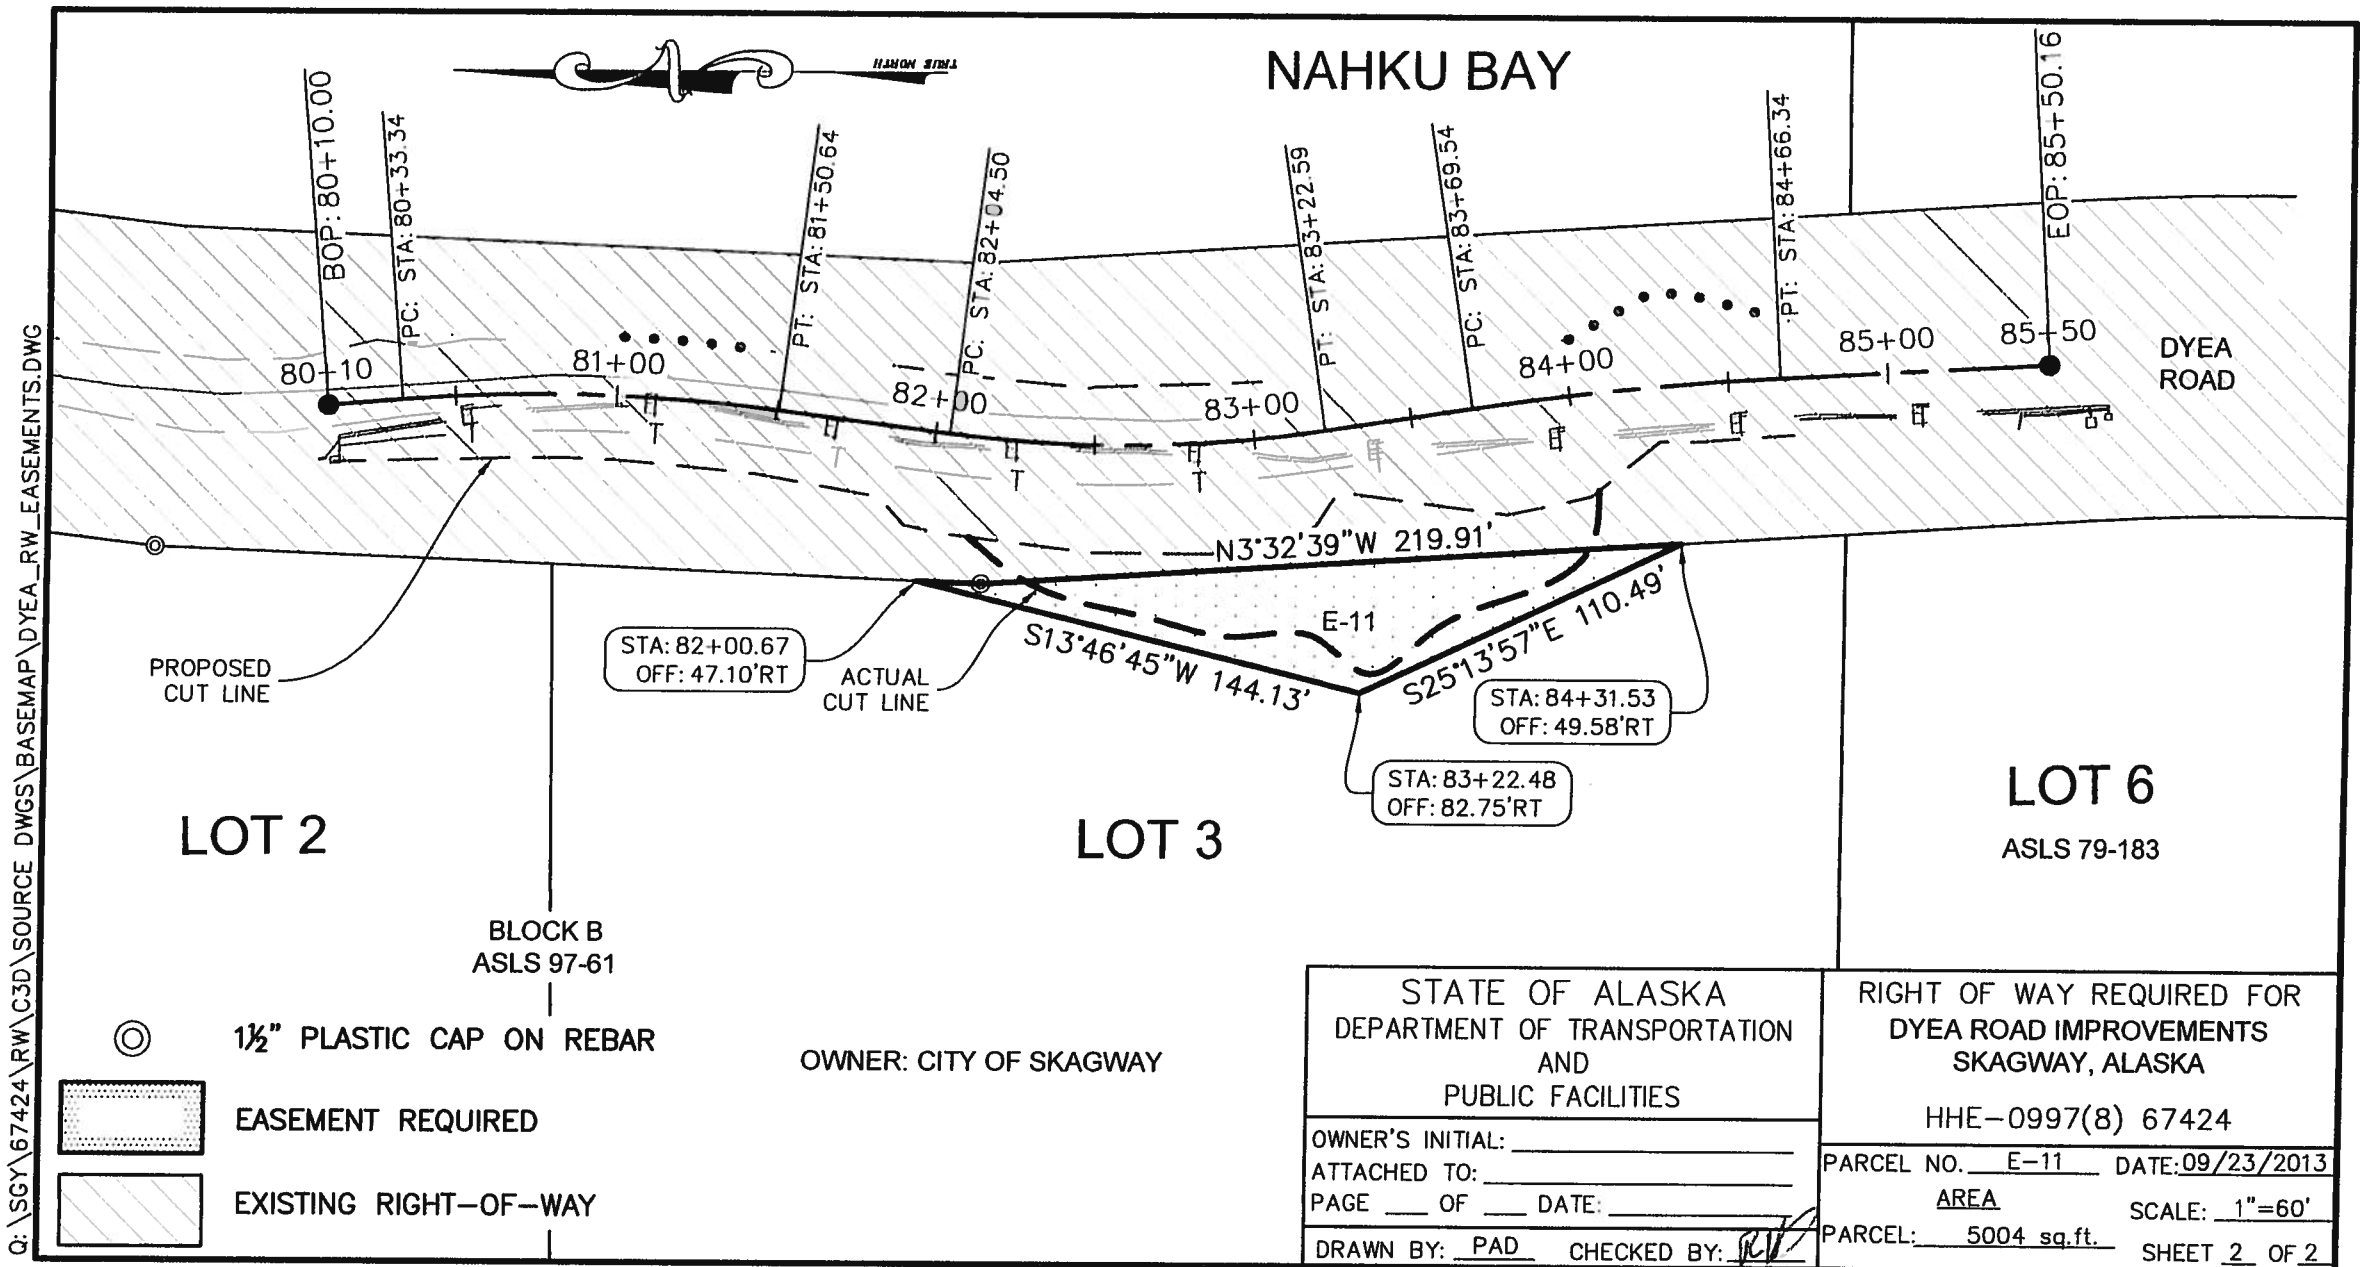 NAHKU BAY
TRUE NORTH
BOP: 80+10.00
PC: STA: 80+33.34
PT: STA: 81+50.64
PC: STA: 82+04.50
PT: STA: 83+22.59
PC: STA: 83+69.54
PT: STA: 84+66.34
EOP: 85+50.16
80+10
81+00
82+00
83+00
84+00
85+00
85+50
DYEA
ROAD
N3°32'39"W 219.91'
E-11
S13°46'45"W 144.13'
S25°13'57"E 110.49'
PROPOSED
CUT LINE
STA: 82+00.67
OFF: 47.10'RT
ACTUAL
CUT LINE
STA: 84+31.53
OFF: 49.58'RT
STA: 83+22.48
OFF: 82.75'RT
LOT 2
LOT 3
LOT 6
ASLS 79-183
BLOCK B
ASLS 97-61
1½" PLASTIC CAP ON REBAR
EASEMENT REQUIRED
EXISTING RIGHT-OF-WAY
OWNER: CITY OF SKAGWAY
STATE OF ALASKA
DEPARTMENT OF TRANSPORTATION
AND
PUBLIC FACILITIES
OWNER'S INITIAL:
ATTACHED TO:
PAGE OF DATE:
DRAWN BY: PAD CHECKED BY:
RIGHT OF WAY REQUIRED FOR
DYEA ROAD IMPROVEMENTS
SKAGWAY, ALASKA
HHE-0997(8) 67424
PARCEL NO. E-11 DATE: 09/23/2013
AREA
SCALE: 1"=60'
PARCEL: 5004 sq.ft.
SHEET 2 OF 2
Q:\SGY\67424\RW\C3D\SOURCE DWGS\BASEMAP\DYEA_RW_EASEMENTS.DWG